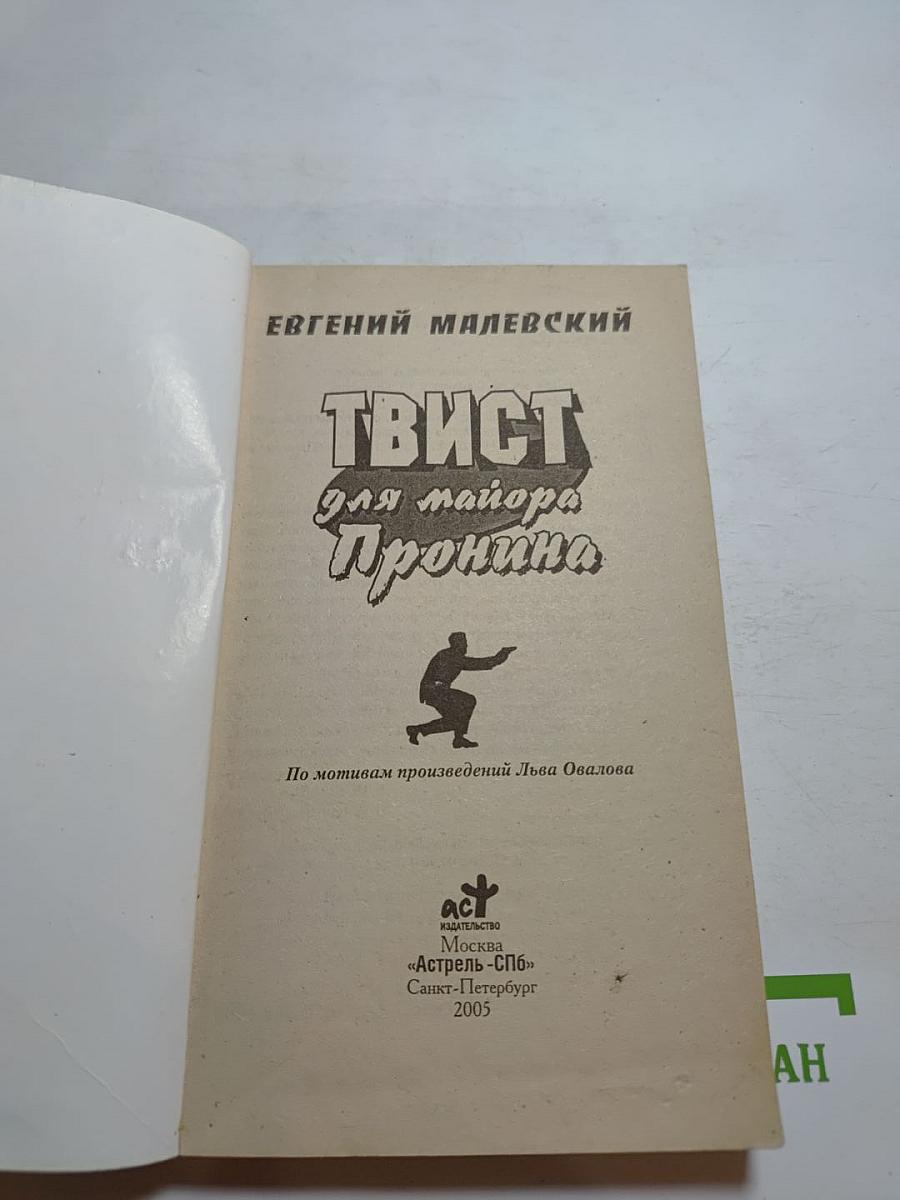 ЕВГЕНИЙ МАЛЕВСКИЙ
ТВИСТ
для майора
Пронина
По мотивам произведений Льва Овалова
аст
ИЗДАТЕЛЬСТВО
Москва
«Астрель-СПб»
Санкт-Петербург
2005
АН